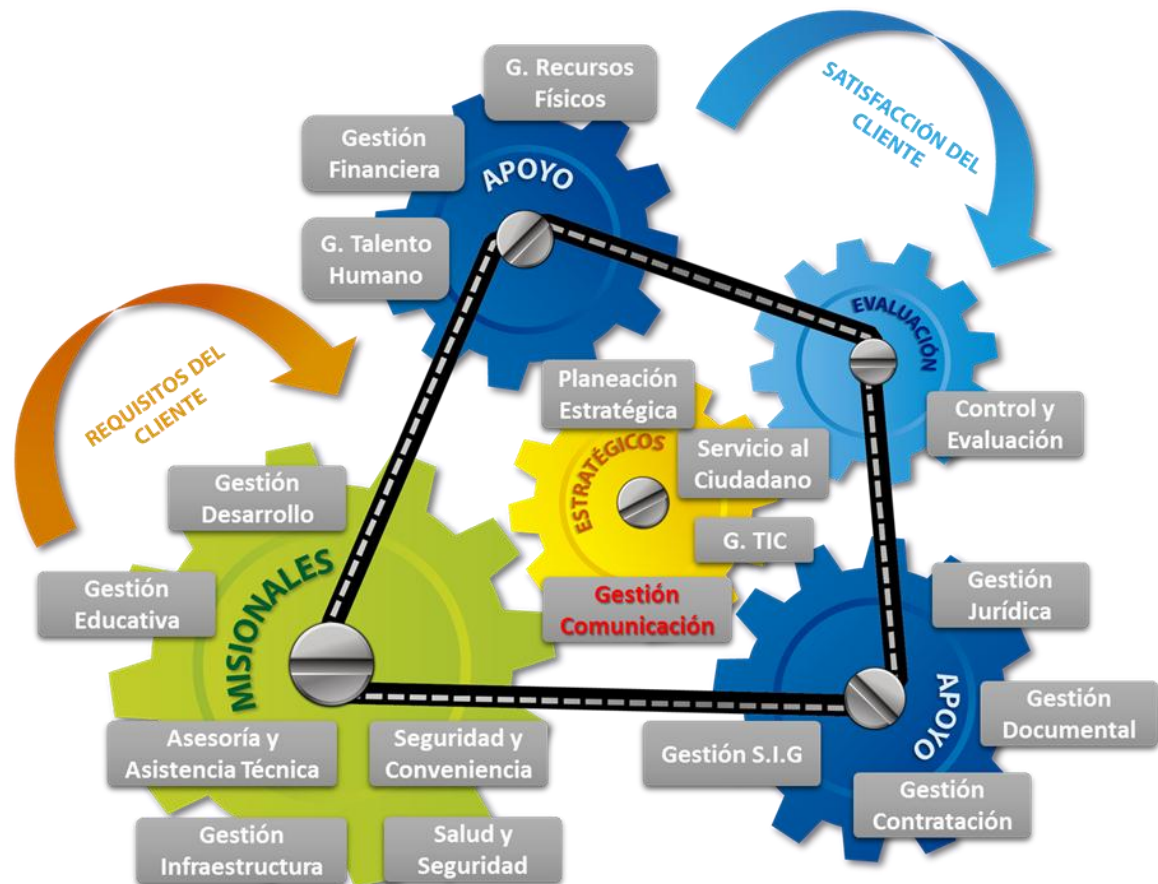 G. Recursos
Físicos
Gestión
Financiera
APOYO
G. Talento
Humano
SATISFACCIÓN DEL
CLIENTE
EVALUACIÓN
Control y
Evaluación
REQUISITOS DEL
CLIENTE
Planeación
Estratégica
ESTRATÉGICOS
Servicio al
Ciudadano
G. TIC
Gestión
Comunicación
Gestión
Desarrollo
Gestión
Educativa
MISIONALES
Asesoría y
Asistencia Técnica
Seguridad y
Conveniencia
Gestión
Infraestructura
Salud y
Seguridad
Gestión
Jurídica
APOYO
Gestión
Documental
Gestión S.I.G
Gestión
Contratación